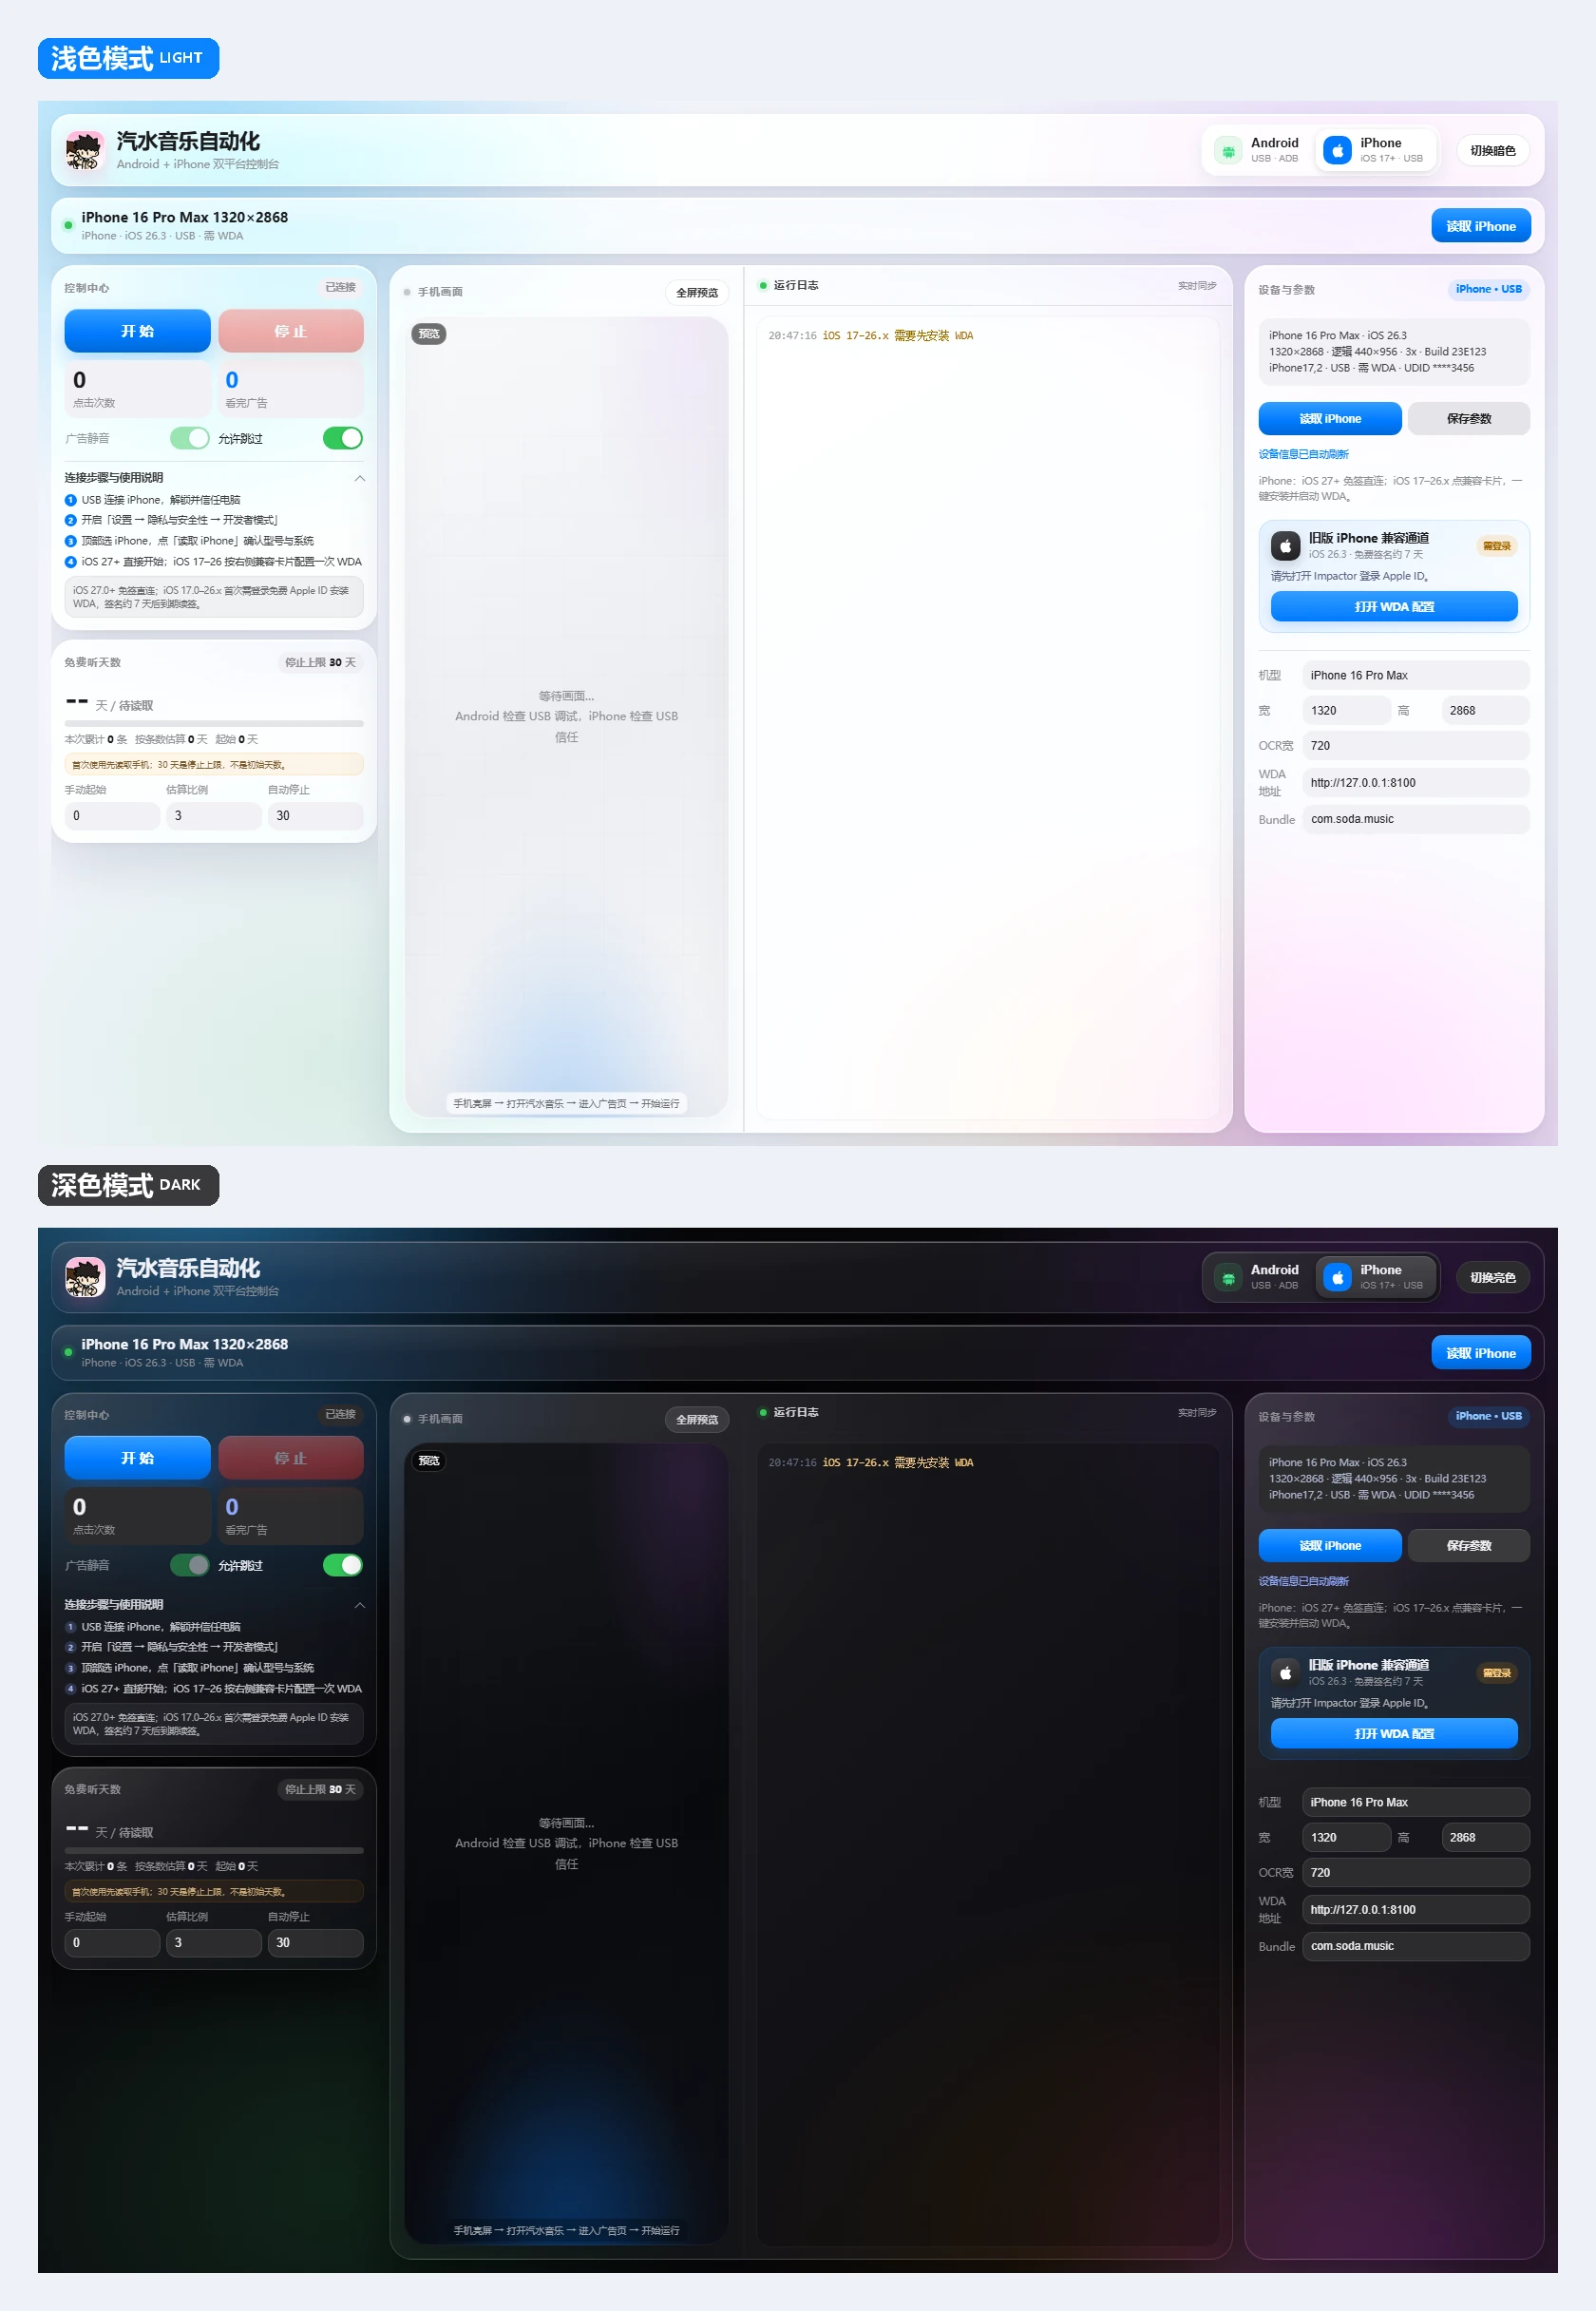 浅色模式 LIGHT
汽水音乐自动化
Android + iPhone 双平台控制台
Android
USB · ADB
iPhone
iOS 17+ · USB
切换暗色
iPhone 16 Pro Max 1320×2868
iPhone · iOS 26.3 · USB · 需 WDA
读取 iPhone
控制中心
已连接
开始
停止
0
点击次数
0
看完广告
广告静音
允许跳过
连接步骤与使用说明
1 USB 连接 iPhone，解锁并信任电脑
2 开启「设置 → 隐私与安全性 → 开发者模式」
3 顶部选 iPhone，点「读取 iPhone」确认型号与系统
4 iOS 27+ 直接开始；iOS 17–26 按右侧兼容卡片配置一次 WDA
iOS 27.0+ 免签直连；iOS 17.0–26.x 首次需登录免费 Apple ID 安装
WDA，签名约 7 天后到期续签。
免费听天数
停止上限 30 天
-- 天 / 待读取
本次累计 0 条 按条数估算 0 天 起始 0 天
首次使用先读取手机；30 天是停止上限，不是初始天数。
手动起始
估算比例
自动停止
0
3
30
手机画面
全屏预览
预览
等待画面...
Android 检查 USB 调试，iPhone 检查 USB
信任
手机亮屏 → 打开汽水音乐 → 进入广告页 → 开始运行
运行日志
实时同步
20:47:16 iOS 17-26.x 需要先安装 WDA
设备与参数
iPhone • USB
iPhone 16 Pro Max · iOS 26.3
1320×2868 · 逻辑 440×956 · 3x · Build 23E123
iPhone17,2 · USB · 需 WDA · UDID ****3456
读取 iPhone
保存参数
设备信息已自动刷新
iPhone：iOS 27+ 免签直连；iOS 17–26.x 点兼容卡片，一
键安装并启动 WDA。
旧版 iPhone 兼容通道
iOS 26.3 · 免费签名约 7 天
需登录
请先打开 Impactor 登录 Apple ID。
打开 WDA 配置
机型
iPhone 16 Pro Max
宽
1320
高
2868
OCR宽
720
WDA
地址
http://127.0.0.1:8100
Bundle
com.soda.music
深色模式 DARK
汽水音乐自动化
Android + iPhone 双平台控制台
Android
USB · ADB
iPhone
iOS 17+ · USB
切换亮色
iPhone 16 Pro Max 1320×2868
iPhone · iOS 26.3 · USB · 需 WDA
读取 iPhone
控制中心
已连接
开始
停止
0
点击次数
0
看完广告
广告静音
允许跳过
连接步骤与使用说明
1 USB 连接 iPhone，解锁并信任电脑
2 开启「设置 → 隐私与安全性 → 开发者模式」
3 顶部选 iPhone，点「读取 iPhone」确认型号与系统
4 iOS 27+ 直接开始；iOS 17–26 按右侧兼容卡片配置一次 WDA
iOS 27.0+ 免签直连；iOS 17.0–26.x 首次需登录免费 Apple ID 安装
WDA，签名约 7 天后到期续签。
免费听天数
停止上限 30 天
-- 天 / 待读取
本次累计 0 条 按条数估算 0 天 起始 0 天
首次使用先读取手机；30 天是停止上限，不是初始天数。
手动起始
估算比例
自动停止
0
3
30
手机画面
全屏预览
预览
等待画面...
Android 检查 USB 调试，iPhone 检查 USB
信任
手机亮屏 → 打开汽水音乐 → 进入广告页 → 开始运行
运行日志
实时同步
20:47:16 iOS 17-26.x 需要先安装 WDA
设备与参数
iPhone • USB
iPhone 16 Pro Max · iOS 26.3
1320×2868 · 逻辑 440×956 · 3x · Build 23E123
iPhone17,2 · USB · 需 WDA · UDID ****3456
读取 iPhone
保存参数
设备信息已自动刷新
iPhone：iOS 27+ 免签直连；iOS 17–26.x 点兼容卡片，一
键安装并启动 WDA。
旧版 iPhone 兼容通道
iOS 26.3 · 免费签名约 7 天
需登录
请先打开 Impactor 登录 Apple ID。
打开 WDA 配置
机型
iPhone 16 Pro Max
宽
1320
高
2868
OCR宽
720
WDA
地址
http://127.0.0.1:8100
Bundle
com.soda.music